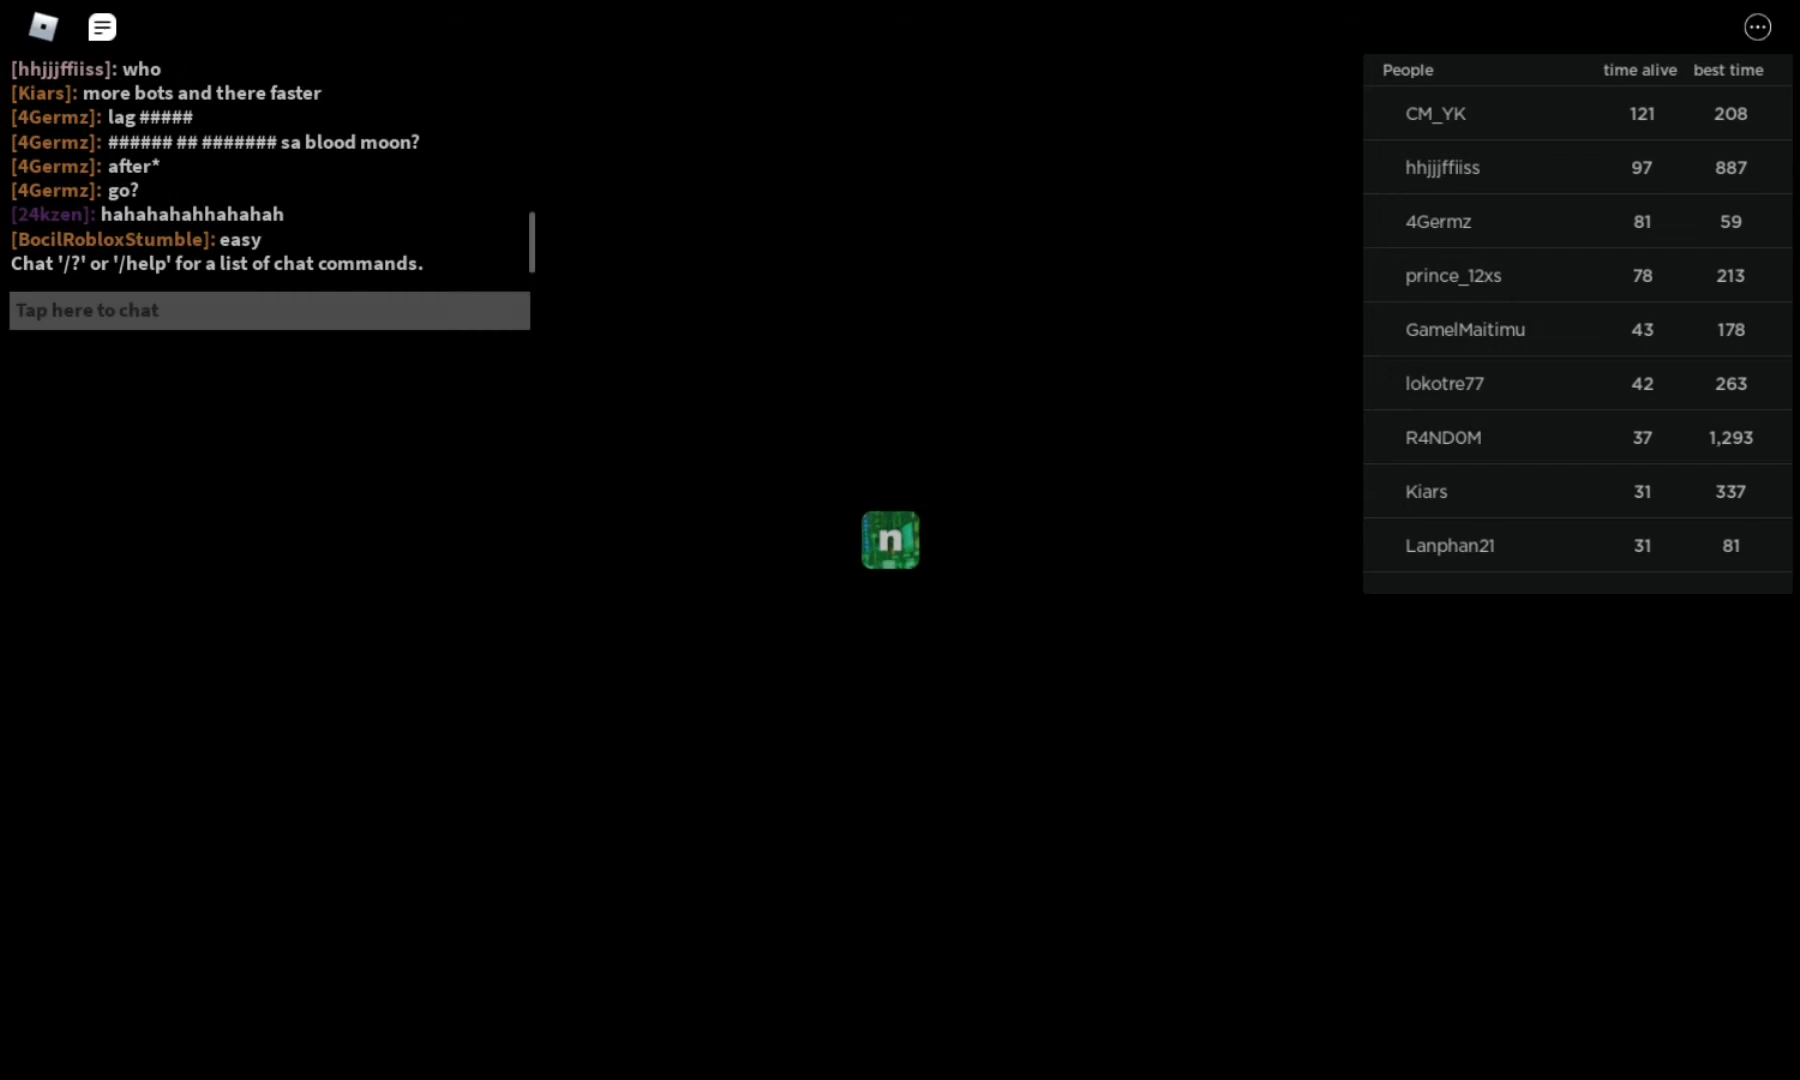 [hhjjjffiiss]: who
[Kiars]: more bots and there faster
[4Germz]: lag #####
[4Germz]: ###### ## ####### sa blood moon?
[4Germz]: after*
[4Germz]: go?
[24kzen]: hahahahahhahahah
[BocilRobloxStumble]: easy
Chat '/?' or '/help' for a list of chat commands.
Tap here to chat
n
People time alive best time
CM_YK 121 208
hhjjjffiiss 97 887
4Germz 81 59
prince_12xs 78 213
GamelMaitimu 43 178
lokotre77 42 263
R4ND0M 37 1,293
Kiars 31 337
Lanphan21 31 81